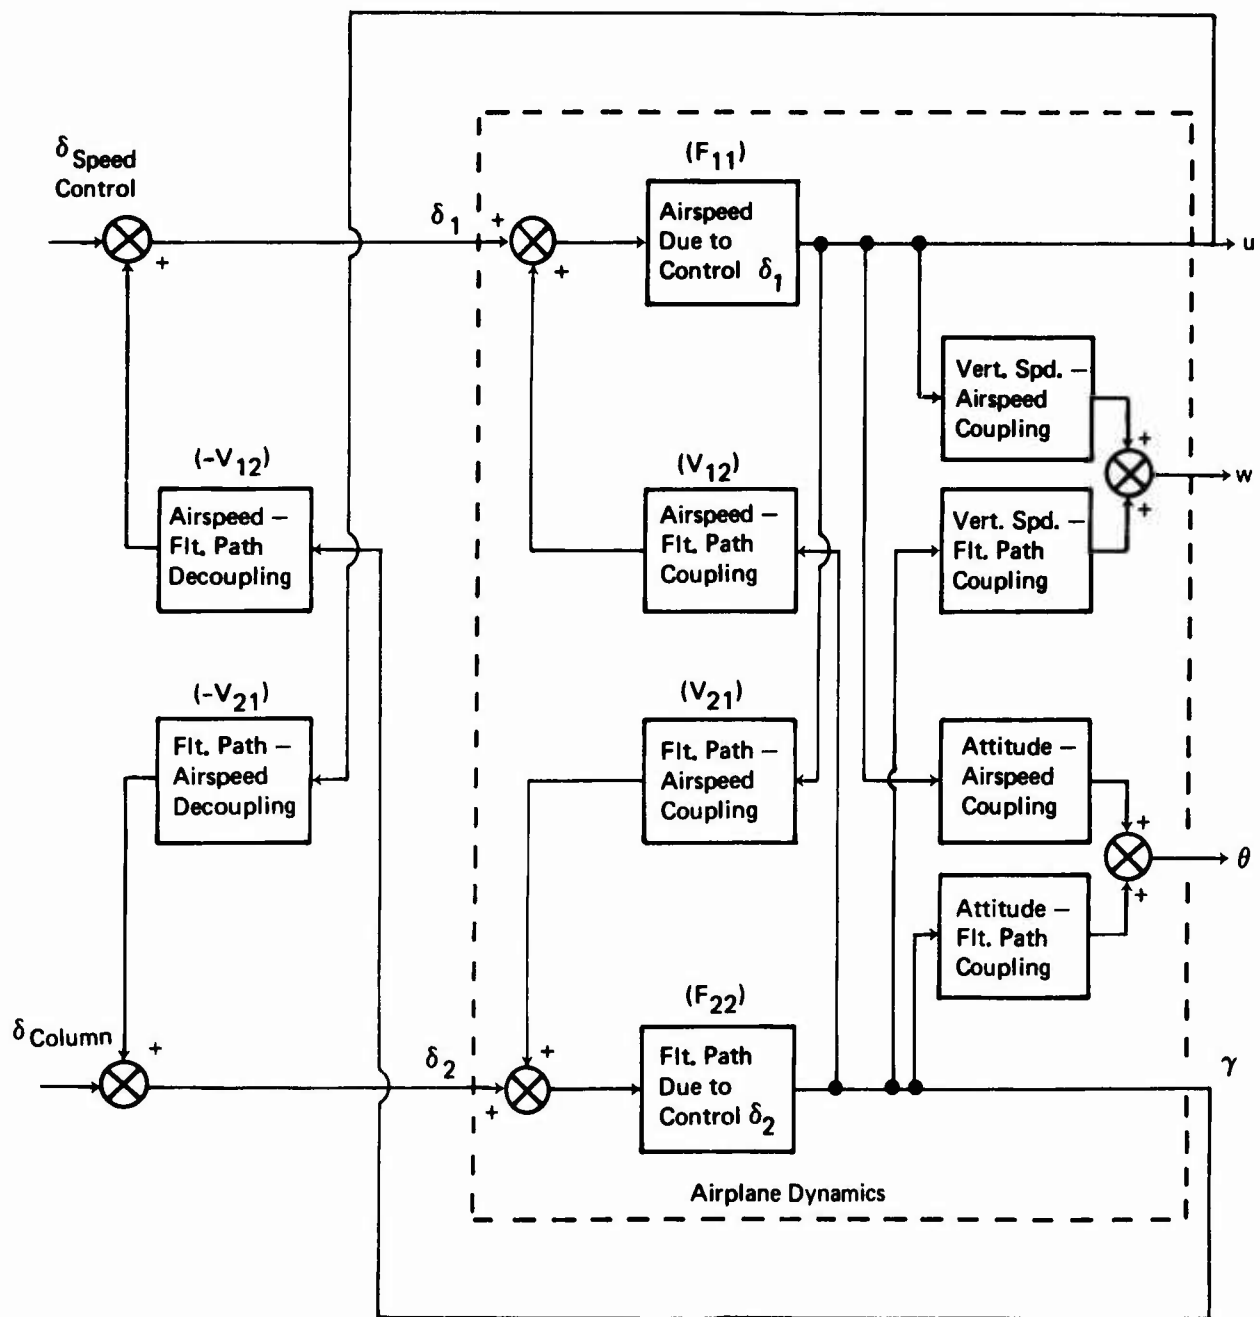 δ Speed
Control
+
δ1
+
+
(F11)
Airspeed
Due to
Control δ1
u
Vert. Spd. –
Airspeed
Coupling
+
w
+
Vert. Spd. –
Flt. Path
Coupling
(-V12)
Airspeed –
Flt. Path
Decoupling
(V12)
Airspeed –
Flt. Path
Coupling
(-V21)
Flt. Path –
Airspeed
Decoupling
(V21)
Flt. Path –
Airspeed
Coupling
Attitude –
Airspeed
Coupling
+
θ
+
Attitude –
Flt. Path
Coupling
δ Column
+
δ2
+
+
(F22)
Flt. Path
Due to
Control δ2
γ
Airplane Dynamics